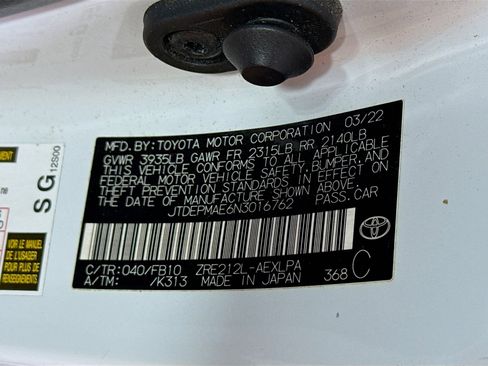 MFD. BY: TOYOTA MOTOR CORPORATION 03/22
GVWR 3935LB GAWR FR 2315LB RR 2140LB
THIS VEHICLE CONFORMS TO ALL APPLICABLE
FEDERAL MOTOR VEHICLE SAFETY, BUMPER, AND
THEFT PREVENTION STANDARDS IN EFFECT ON
THE DATE OF MANUFACTURE SHOWN ABOVE.
JTDEPMAE6N3016762 PASS. CAR
C/TR: 040/FB10 ZRE212L-AEXLPA
A/TM: /K313 MADE IN JAPAN 368 C
TOYOTA
SG 12S00
VOIR LE MANUEL
DE L'USAGER
POUR PLUS DE
RENSEIGNEMENTS